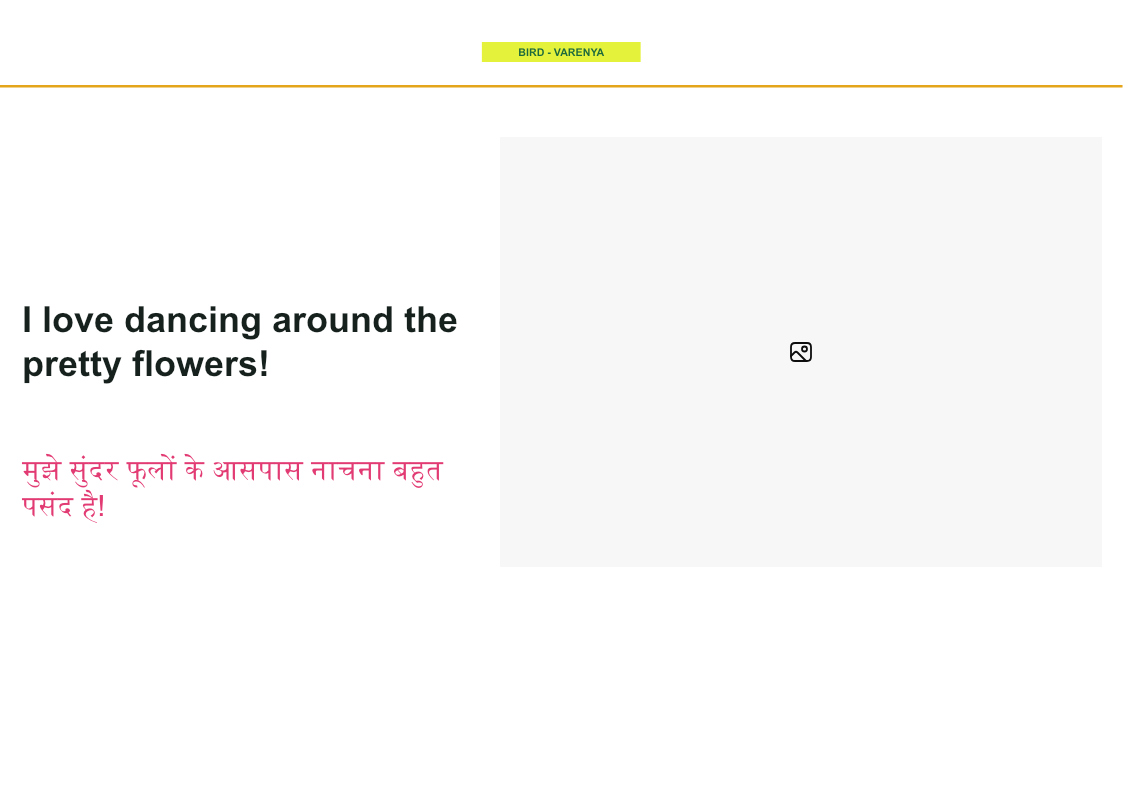 BIRD - VARENYA
I love dancing around the
pretty flowers!
मुझे सुंदर फूलों के आसपास नाचना बहुत
पसंद है!